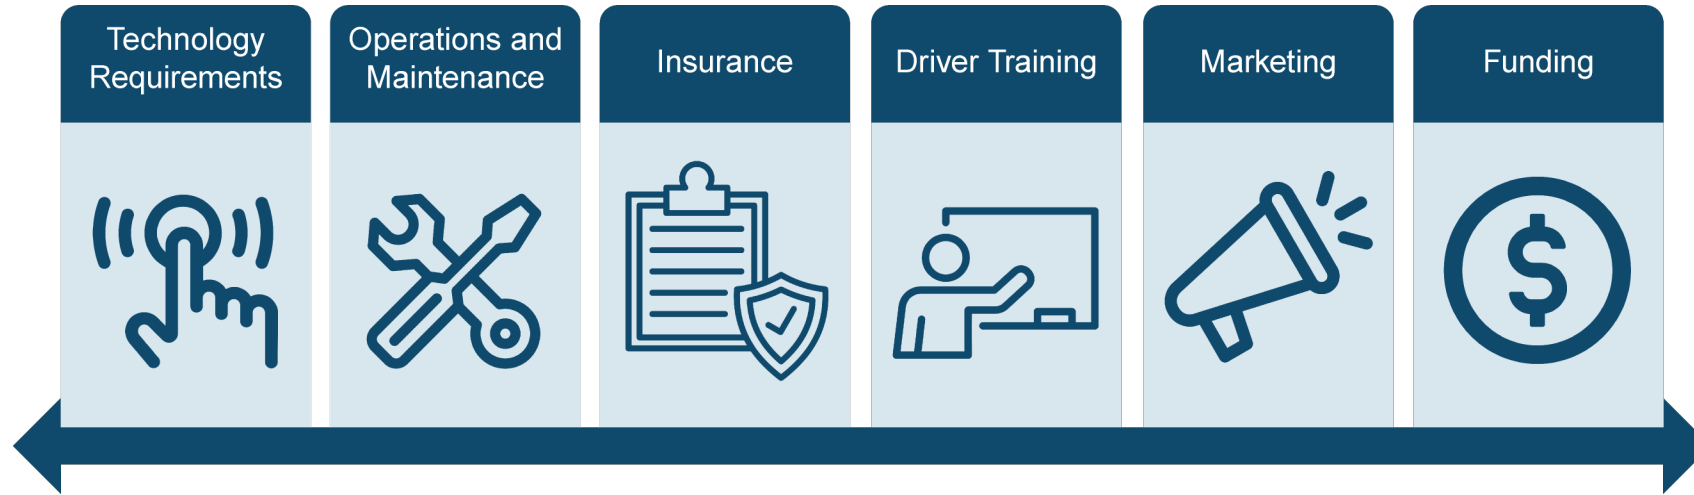 Technology
Requirements
Operations and
Maintenance
Insurance
Driver Training
Marketing
Funding
$